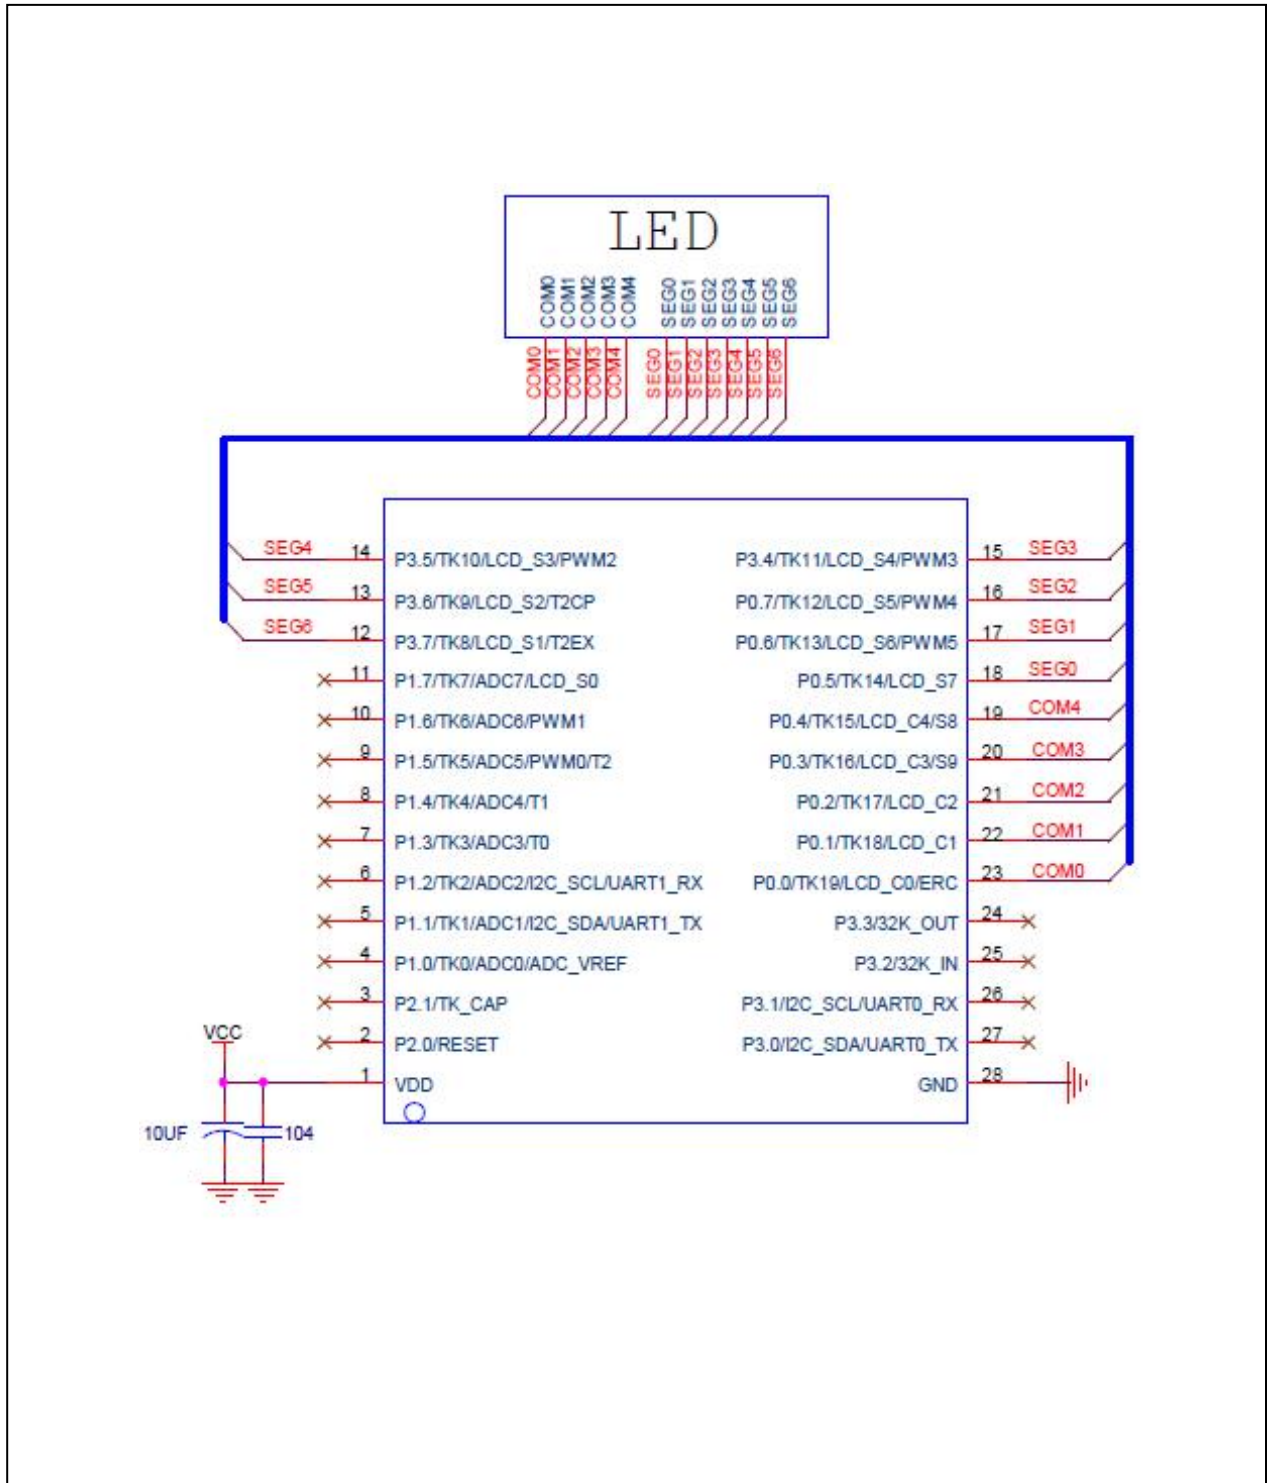 LED
COM0 COM1 COM2 COM3 COM4 SEG0 SEG1 SEG2 SEG3 SEG4 SEG5 SEG6
COM0 COM1 COM2 COM3 COM4 SEG0 SEG1 SEG2 SEG3 SEG4 SEG5 SEG6
SEG4 14 P3.5/TK10/LCD_S3/PWM2 P3.4/TK11/LCD_S4/PWM3 15 SEG3
SEG5 13 P3.6/TK9/LCD_S2/T2CP P0.7/TK12/LCD_S5/PWM4 16 SEG2
SEG6 12 P3.7/TK8/LCD_S1/T2EX P0.6/TK13/LCD_S6/PWM5 17 SEG1
11 P1.7/TK7/ADC7/LCD_S0 P0.5/TK14/LCD_S7 18 SEG0
10 P1.6/TK6/ADC6/PWM1 P0.4/TK15/LCD_C4/S8 19 COM4
9 P1.5/TK5/ADC5/PWM0/T2 P0.3/TK16/LCD_C3/S9 20 COM3
8 P1.4/TK4/ADC4/T1 P0.2/TK17/LCD_C2 21 COM2
7 P1.3/TK3/ADC3/T0 P0.1/TK18/LCD_C1 22 COM1
6 P1.2/TK2/ADC2/I2C_SCL/UART1_RX P0.0/TK19/LCD_C0/ERC 23 COM0
5 P1.1/TK1/ADC1/I2C_SDA/UART1_TX P3.3/32K_OUT 24
4 P1.0/TK0/ADC0/ADC_VREF P3.2/32K_IN 25
3 P2.1/TK_CAP P3.1/I2C_SCL/UART0_RX 26
VCC 2 P2.0/RESET P3.0/I2C_SDA/UART0_TX 27
1 VDD GND 28
10UF 104